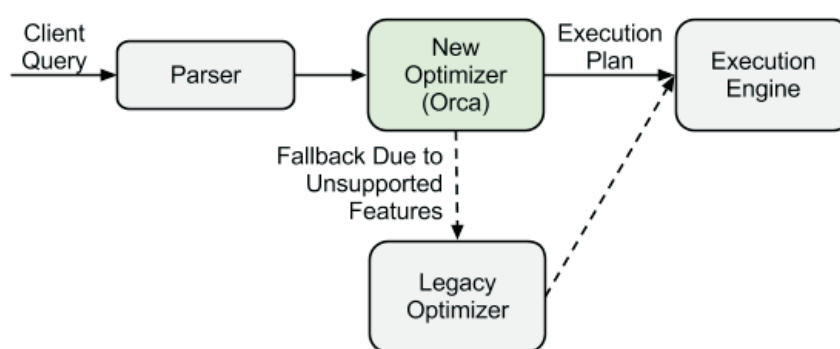 Client
Query
Parser
New
Optimizer
(Orca)
Execution
Plan
Execution
Engine
Fallback Due to
Unsupported
Features
Legacy
Optimizer